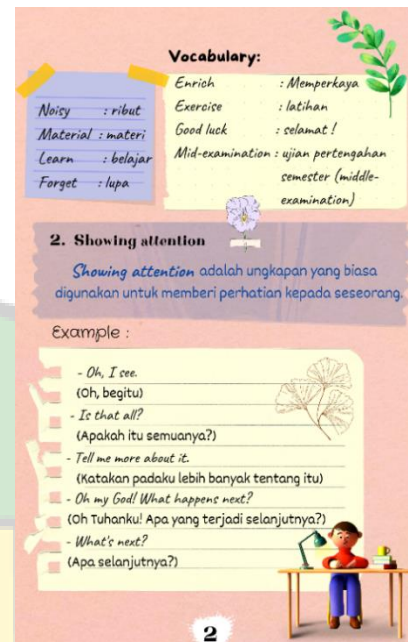 Vocabulary:
Noisy : ribut
Material : materi
Learn : belajar
Forget : lupa
Enrich : Memperkaya
Exercise : latihan
Good luck : selamat !
Mid-examination : ujian pertengahan
semester (middle-
examination)
2. Showing attention
Showing attention adalah ungkapan yang biasa
digunakan untuk memberi perhatian kepada seseorang.
Example :
- Oh, I see.
(Oh, begitu)
- Is that all?
(Apakah itu semuanya?)
- Tell me more about it.
(Katakan padaku lebih banyak tentang itu)
- Oh my God! What happens next?
(Oh Tuhanku! Apa yang terjadi selanjutnya?)
- What's next?
(Apa selanjutnya?)
2